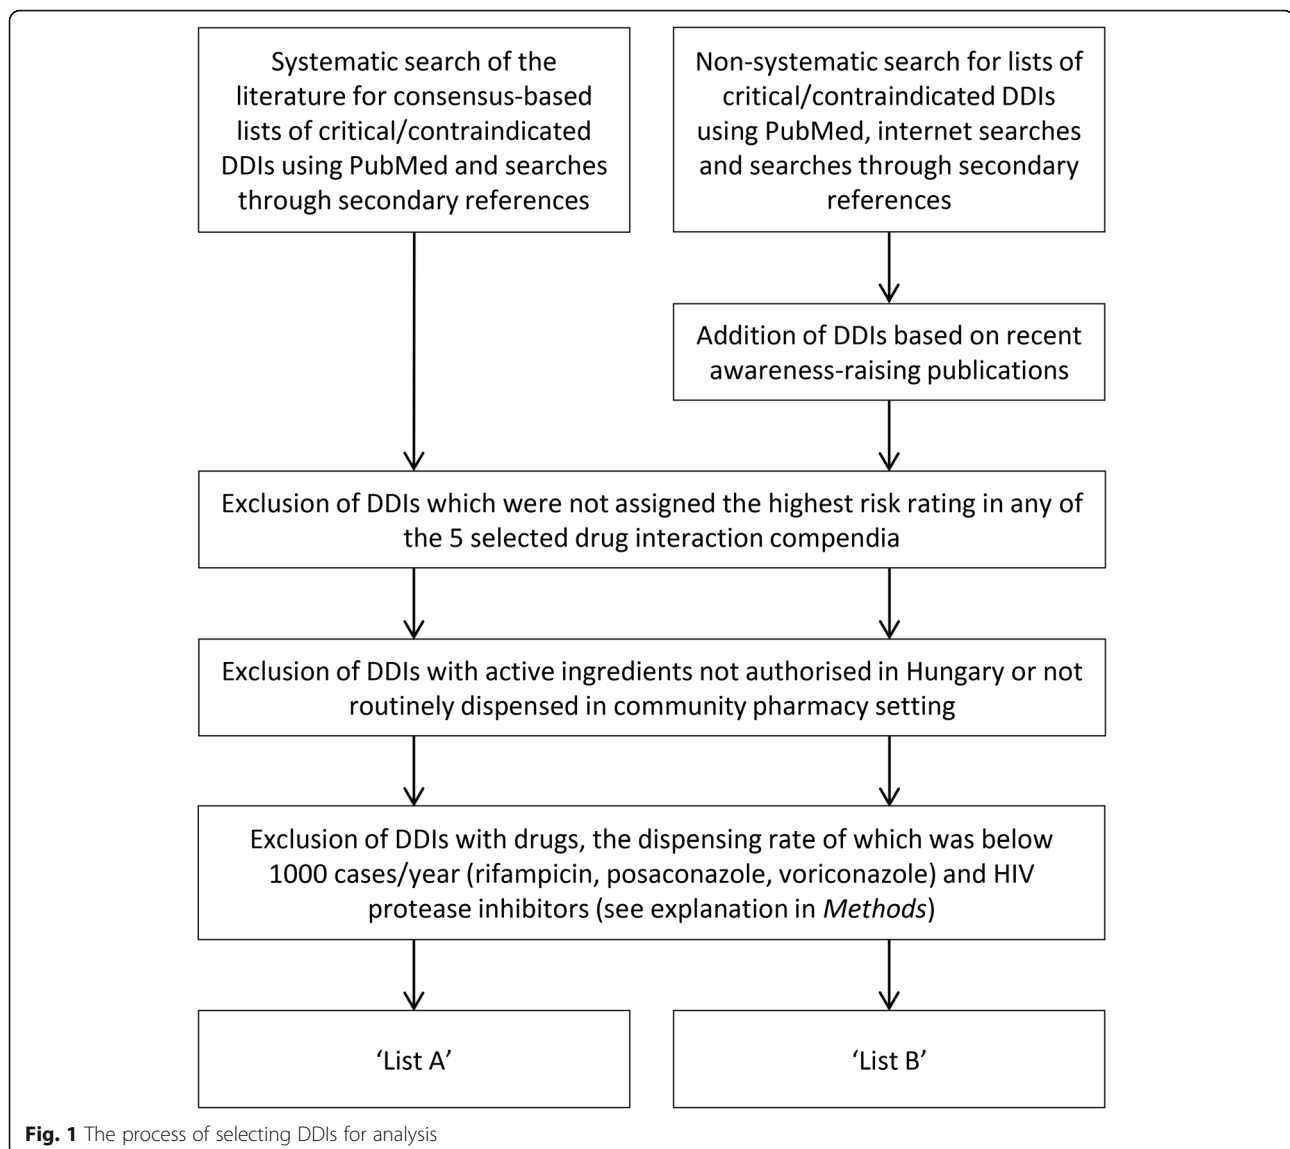 Systematic search of the
literature for consensus-based
lists of critical/contraindicated
DDIs using PubMed and searches
through secondary references
Non-systematic search for lists of
critical/contraindicated DDIs
using PubMed, internet searches
and searches through secondary
references
Addition of DDIs based on recent
awareness-raising publications
Exclusion of DDIs which were not assigned the highest risk rating in any of
the 5 selected drug interaction compendia
Exclusion of DDIs with active ingredients not authorised in Hungary or not
routinely dispensed in community pharmacy setting
Exclusion of DDIs with drugs, the dispensing rate of which was below
1000 cases/year (rifampicin, posaconazole, voriconazole) and HIV
protease inhibitors (see explanation in Methods)
‘List A’
‘List B’
Fig. 1 The process of selecting DDIs for analysis